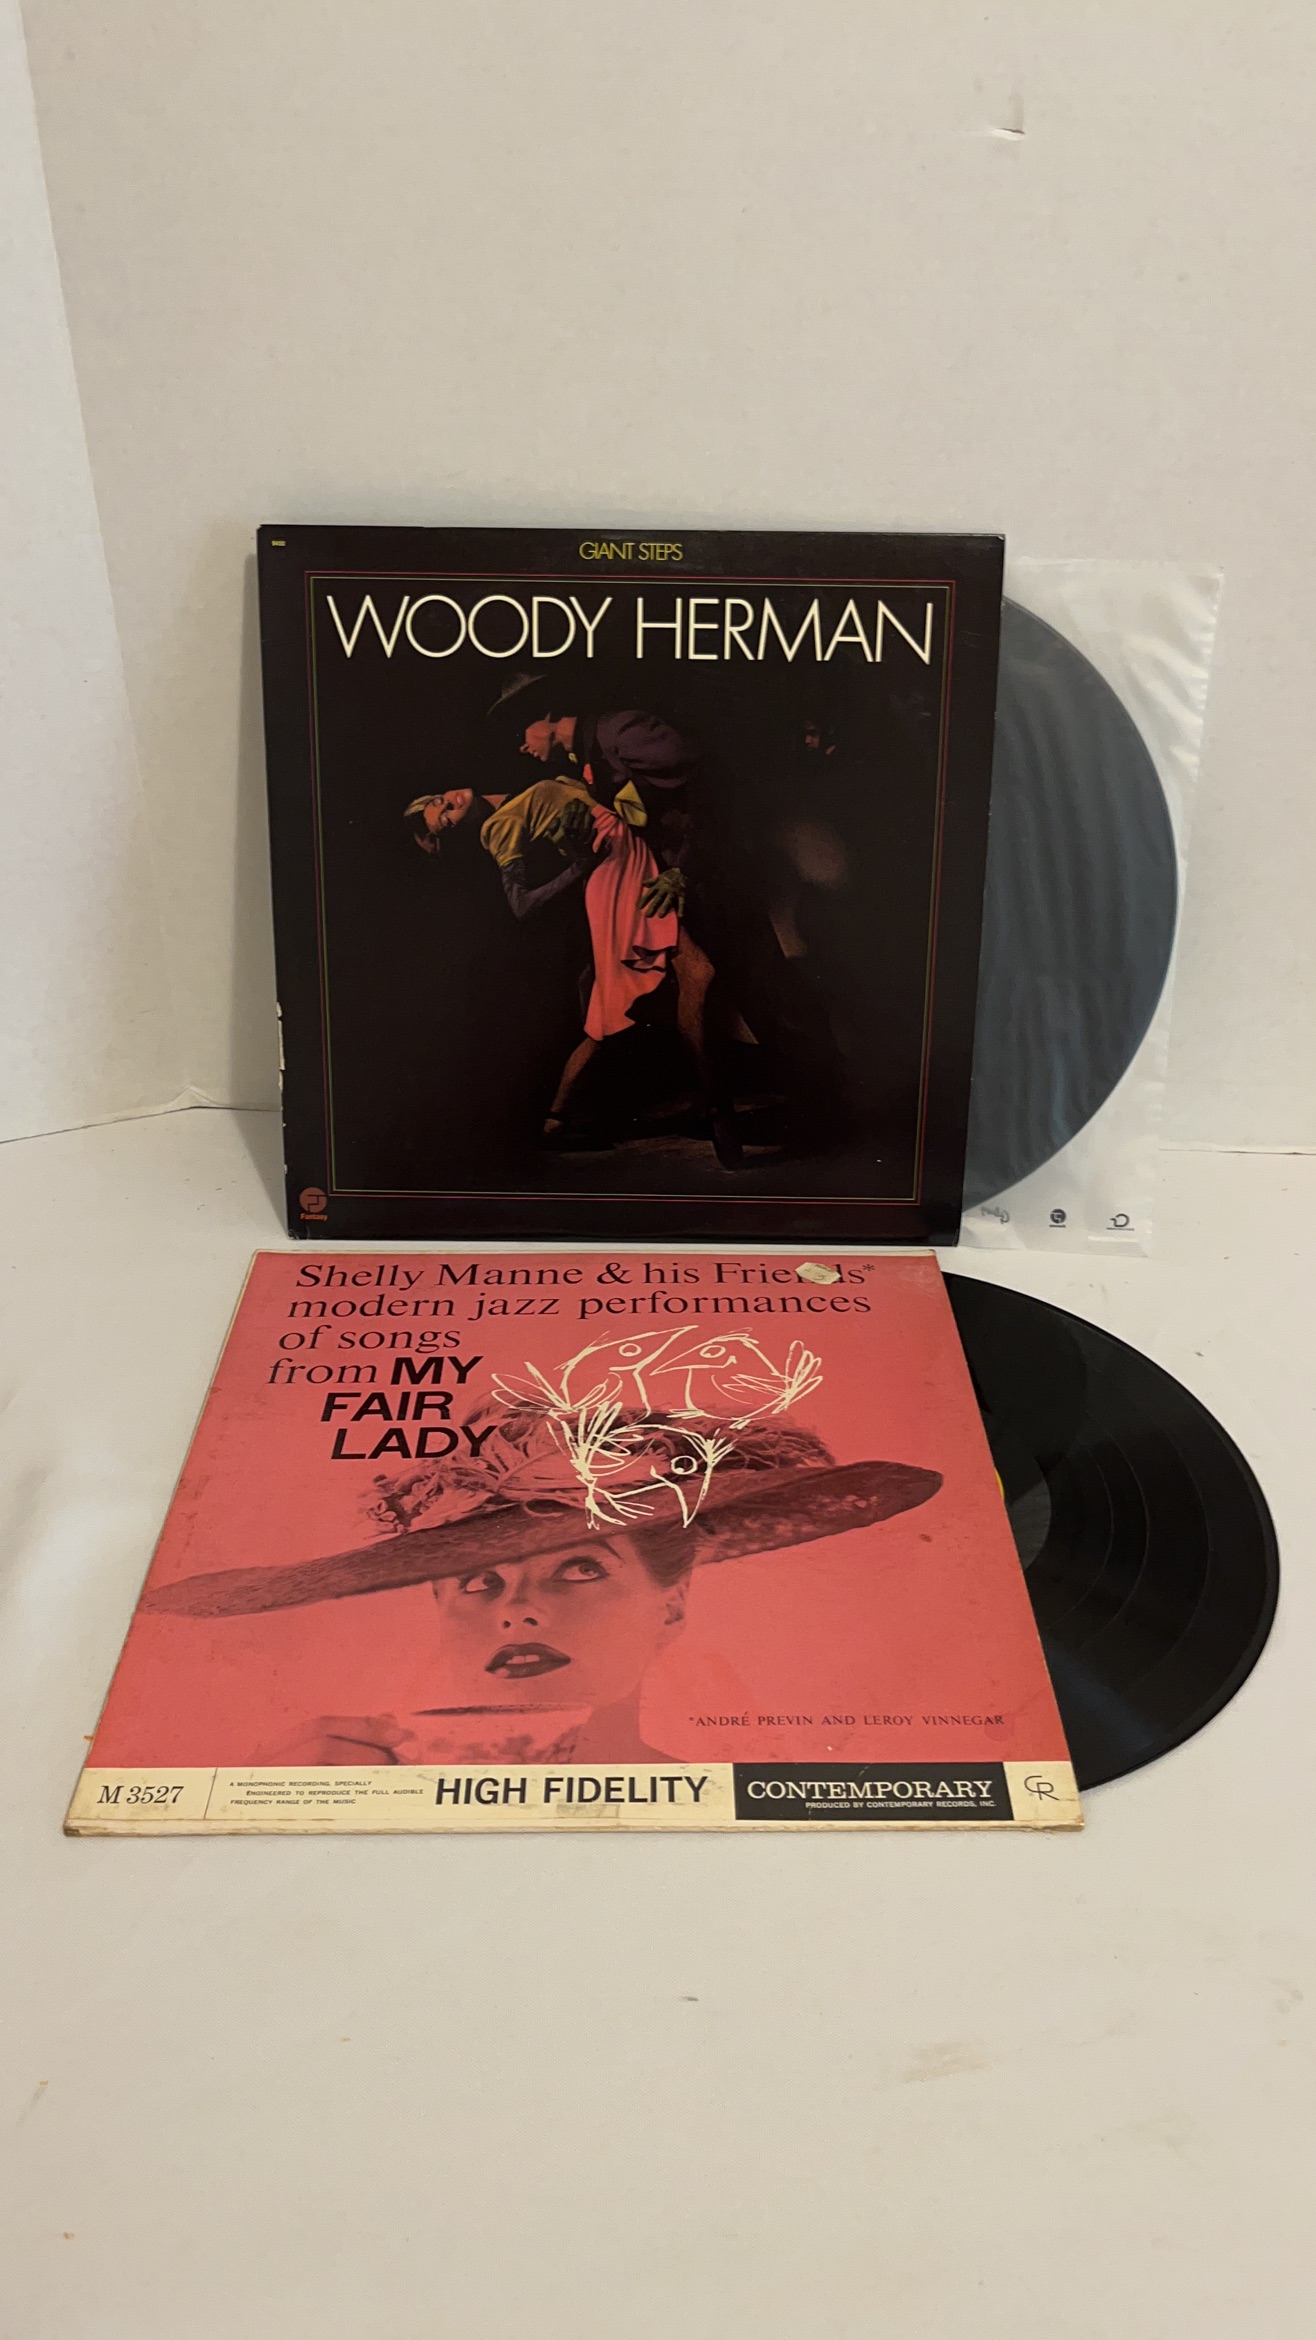 GIANT STEPS
WOODY HERMAN
Fantasy
Shelly Manne & his Friends*
modern jazz performances
of songs
from MY
FAIR
LADY
*ANDRÉ PREVIN AND LEROY VINNEGAR
M 3527
A MONOPHONIC RECORDING, SPECIALLY
ENGINEERED TO REPRODUCE THE FULL AUDIBLE
FREQUENCY RANGE OF THE MUSIC
HIGH FIDELITY
CONTEMPORARY
PRODUCED BY CONTEMPORARY RECORDS, INC.
CR